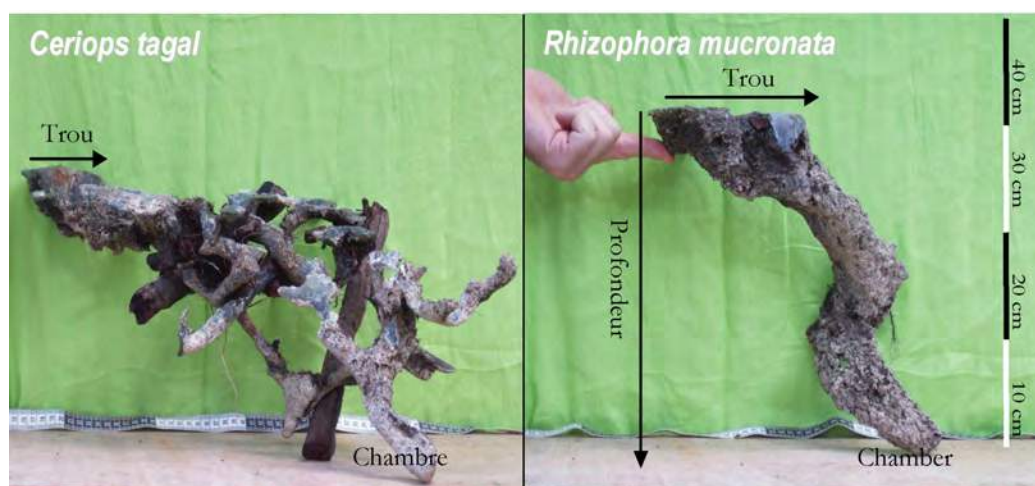 Ceriops tagal
Trou
Chambre
Rhizophora mucronata
Trou
Profondeur
Chamber
40 cm
30 cm
20 cm
10 cm